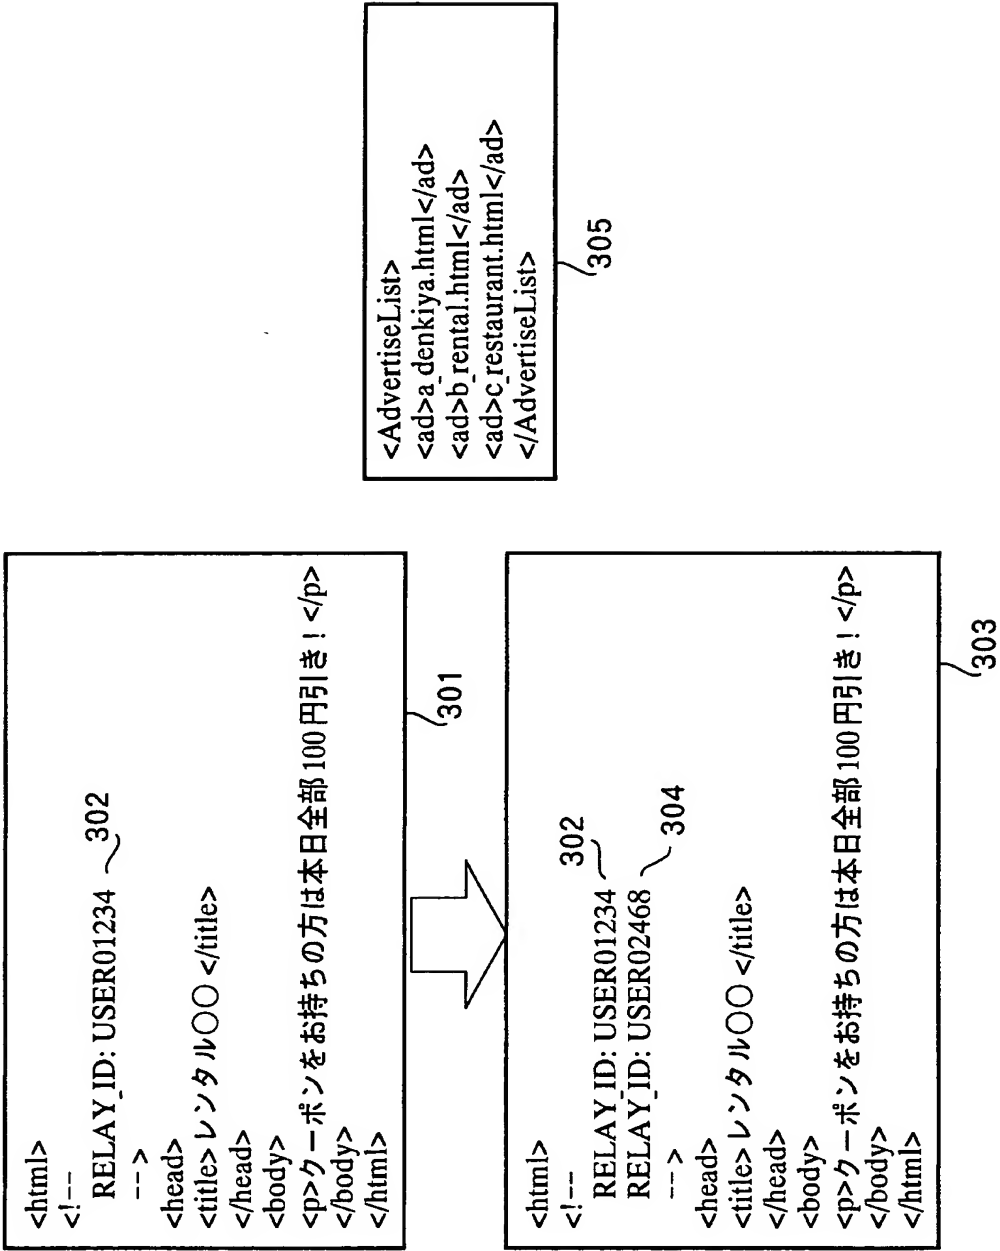 <html>
<!--
RELAY_ID: USER01234
302
-->
<head>
<title>レンタル〇〇</title>
</head>
<body>
<p>クーポンをお持ちの方は本日全部100円引き！</p>
</body>
</html>
301
<html>
<!--
RELAY_ID: USER01234
302
RELAY_ID: USER02468
304
-->
<head>
<title>レンタル〇〇</title>
</head>
<body>
<p>クーポンをお持ちの方は本日全部100円引き！</p>
</body>
</html>
303
<AdvertiseList>
<ad>a_denkiya.html</ad>
<ad>b_rental.html</ad>
<ad>c_restaurant.html</ad>
</AdvertiseList>
305